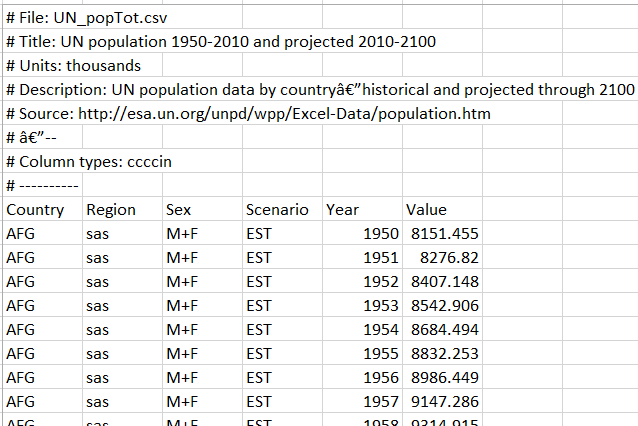 # File: UN_popTot.csv
# Title: UN population 1950-2010 and projected 2010-2100
# Units: thousands
# Description: UN population data by countryâ€”historical and projected through 2100
# Source: http://esa.un.org/unpd/wpp/Excel-Data/population.htm
# â€”--
# Column types: ccccin
# ----------
Country Region Sex Scenario Year Value
AFG sas M+F EST 1950 8151.455
AFG sas M+F EST 1951 8276.82
AFG sas M+F EST 1952 8407.148
AFG sas M+F EST 1953 8542.906
AFG sas M+F EST 1954 8684.494
AFG sas M+F EST 1955 8832.253
AFG sas M+F EST 1956 8986.449
AFG sas M+F EST 1957 9147.286
AFG sas M+F EST 1958 9314.915